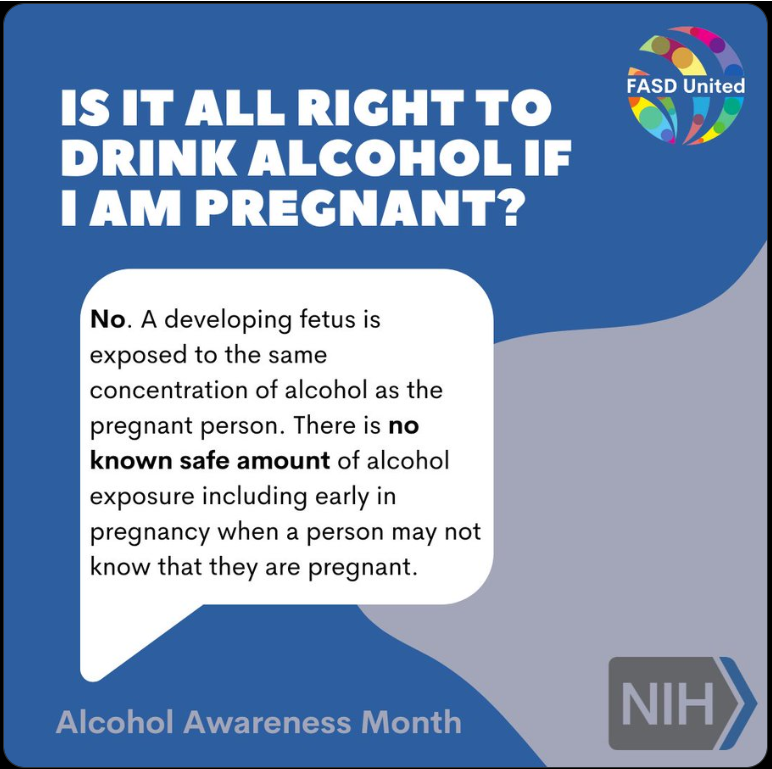 FASD United
IS IT ALL RIGHT TO
DRINK ALCOHOL IF
I AM PREGNANT?
No. A developing fetus is
exposed to the same
concentration of alcohol as the
pregnant person. There is no
known safe amount of alcohol
exposure including early in
pregnancy when a person may not
know that they are pregnant.
Alcohol Awareness Month
NIH